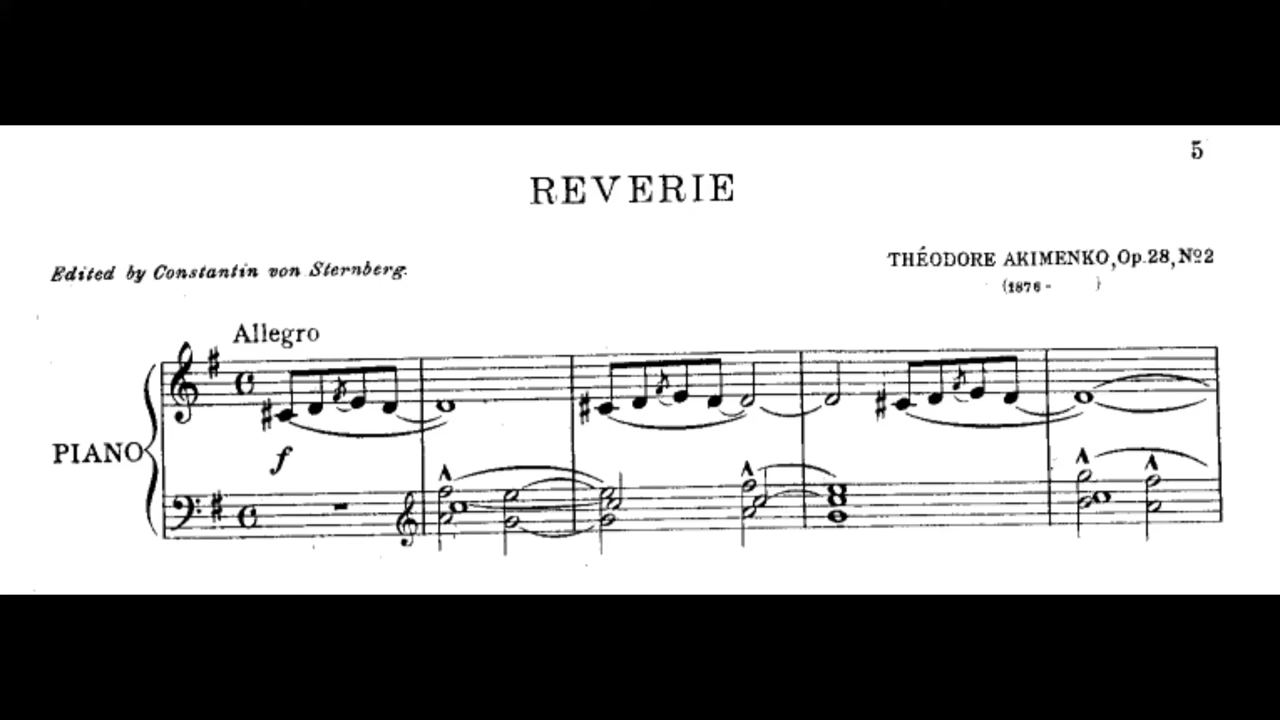 5
REVERIE
Edited by Constantin von Sternberg.
THÉODORE AKIMENKO, Op. 28, Nº 2
(1876 - )
Allegro
PIANO
f